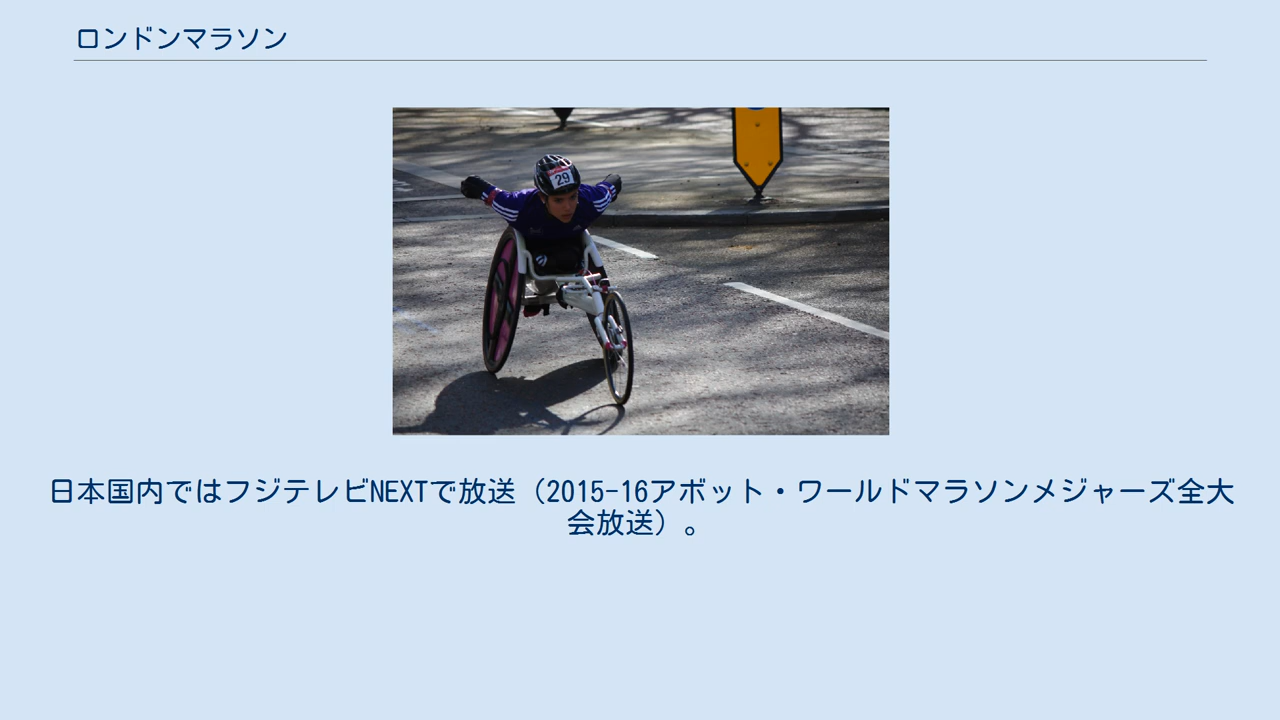 ロンドンマラソン
29
日本国内ではフジテレビNEXTで放送（2015-16アボット・ワールドマラソンメジャーズ全大
会放送）。